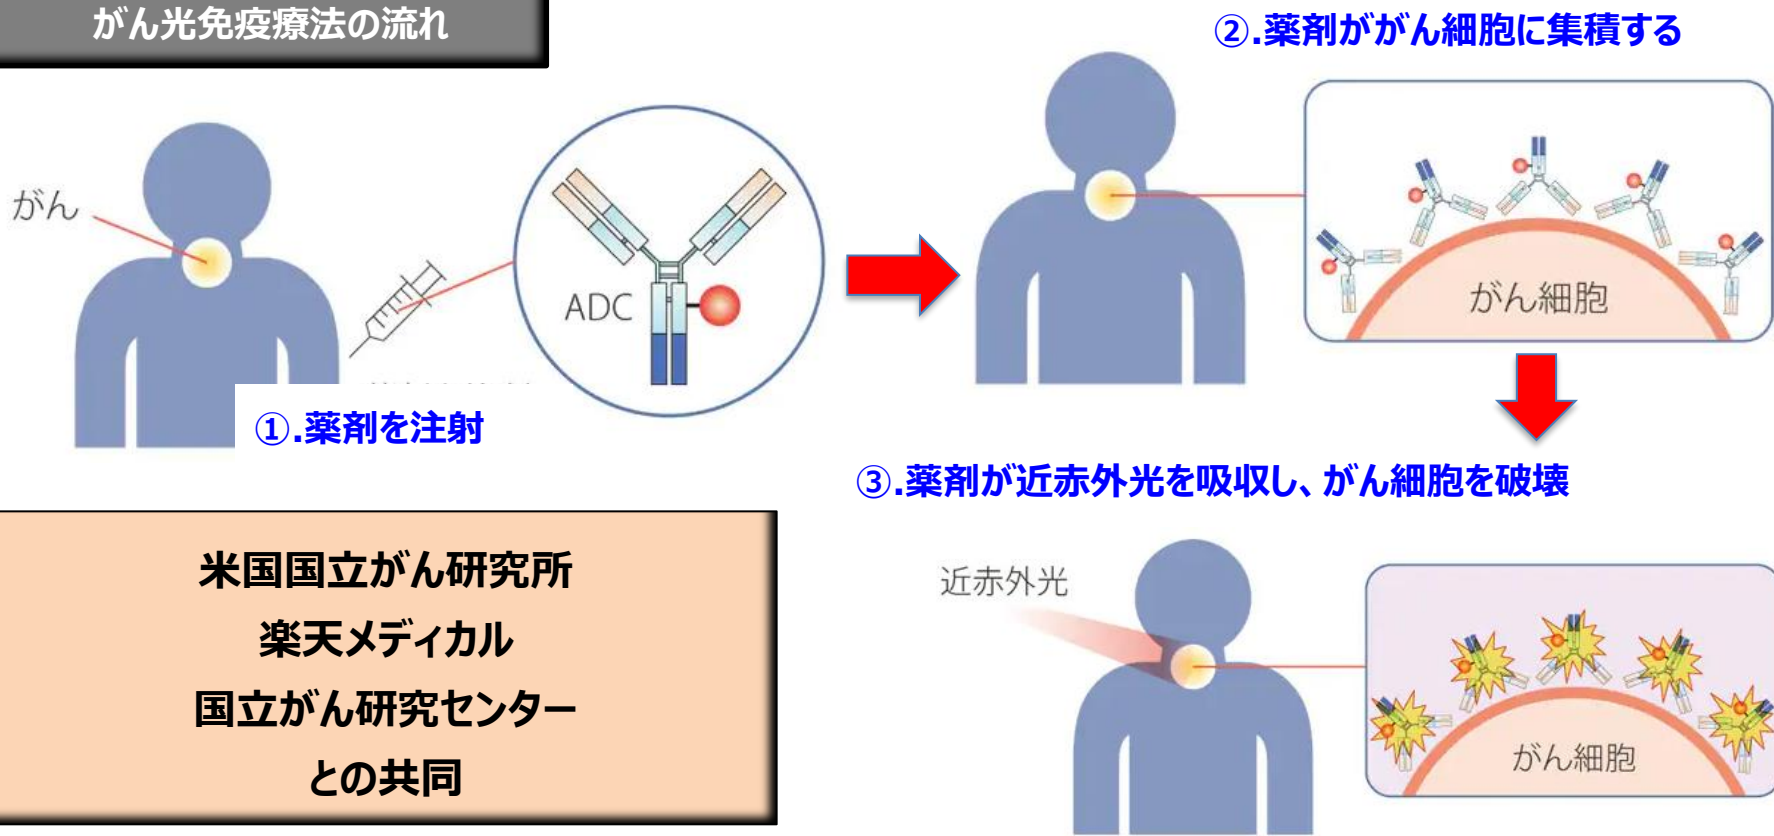 がん光免疫療法の流れ
がん
ADC
①.薬剤を注射
②.薬剤ががん細胞に集積する
がん細胞
③.薬剤が近赤外光を吸収し、がん細胞を破壊
近赤外光
がん細胞
米国国立がん研究所
楽天メディカル
国立がん研究センター
との共同